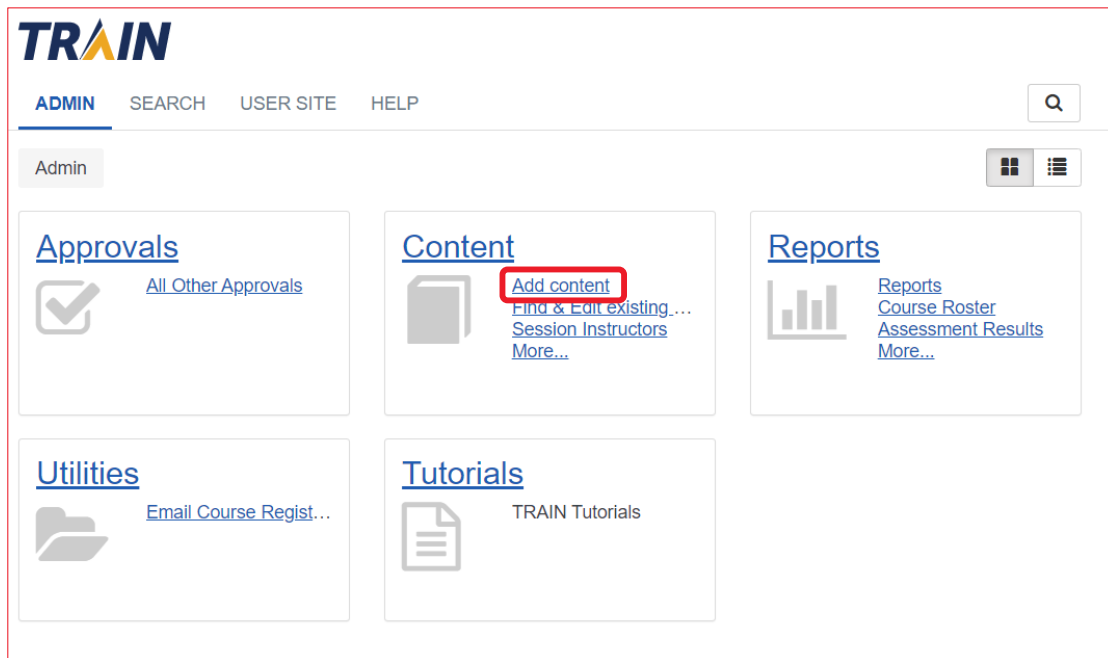 TRAIN
ADMIN SEARCH USER SITE HELP
Admin
Approvals
All Other Approvals
Content
Add content
Find & Edit existing ...
Session Instructors
More...
Reports
Reports
Course Roster
Assessment Results
More...
Utilities
Email Course Regist...
Tutorials
TRAIN Tutorials